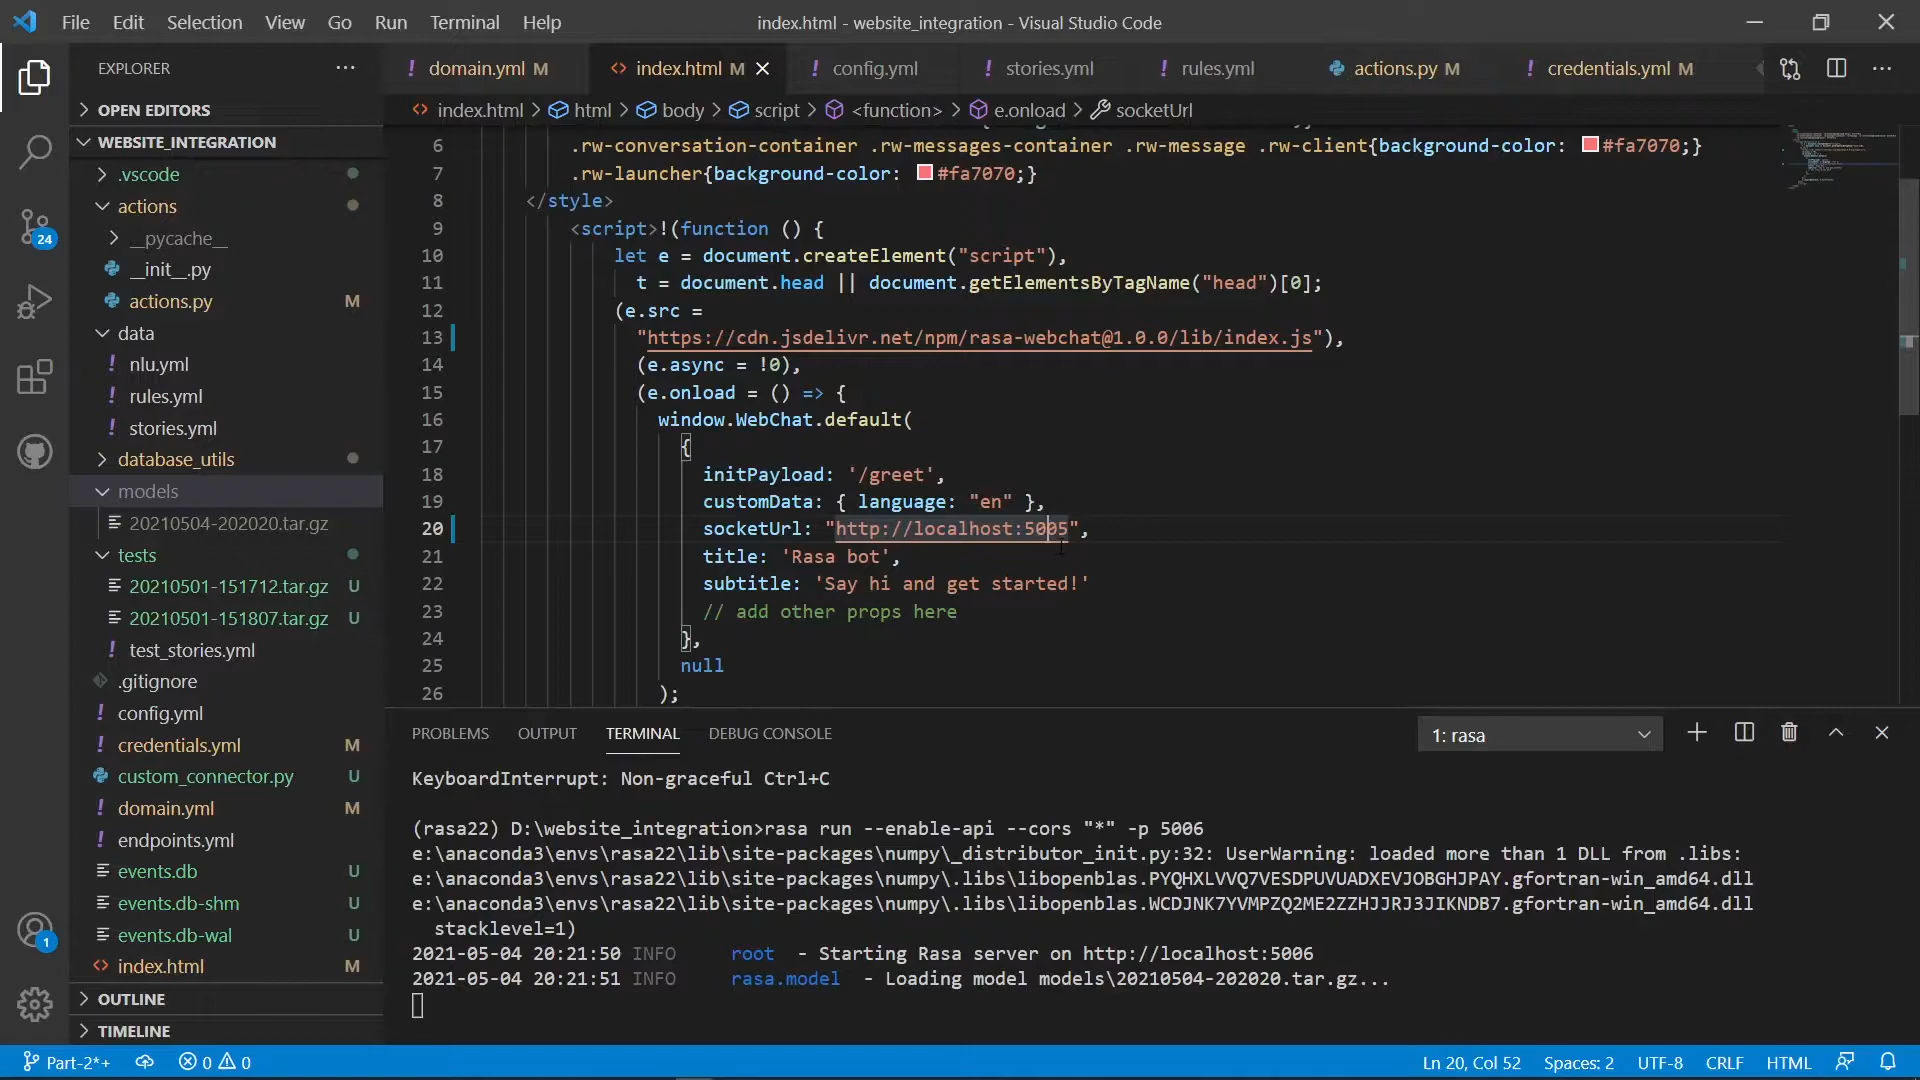 File Edit Selection View Go Run Terminal Help
index.html - website_integration - Visual Studio Code
EXPLORER ...
OPEN EDITORS
WEBSITE_INTEGRATION
.vscode
actions
__pycache__
__init__.py
actions.py M
data
! nlu.yml
! rules.yml
! stories.yml
database_utils
models
20210504-202020.tar.gz
tests
20210501-151712.tar.gz U
20210501-151807.tar.gz U
! test_stories.yml
.gitignore
! config.yml
! credentials.yml M
custom_connector.py U
! domain.yml M
! endpoints.yml
events.db U
events.db-shm U
events.db-wal U
<> index.html M
OUTLINE
TIMELINE
24
1
! domain.yml M <> index.html M ! config.yml ! stories.yml ! rules.yml actions.py M ! credentials.yml M
<> index.html > html > body > script > <function> > e.onload > socketUrl
6 .rw-conversation-container .rw-messages-container .rw-message .rw-client{background-color: #fa7070;}
7 .rw-launcher{background-color: #fa7070;}
8 </style>
9 <script>!(function () {
10 let e = document.createElement("script"),
11 t = document.head || document.getElementsByTagName("head")[0];
12 (e.src =
13 "https://cdn.jsdelivr.net/npm/rasa-webchat@1.0.0/lib/index.js"),
14 (e.async = !0),
15 (e.onload = () => {
16 window.WebChat.default(
17 {
18 initPayload: '/greet',
19 customData: { language: "en" },
20 socketUrl: "http://localhost:5005",
21 title: 'Rasa bot',
22 subtitle: 'Say hi and get started!'
23 // add other props here
24 },
25 null
26 );
PROBLEMS OUTPUT TERMINAL DEBUG CONSOLE 1: rasa
KeyboardInterrupt: Non-graceful Ctrl+C
(rasa22) D:\website_integration>rasa run --enable-api --cors "*" -p 5006
e:\anaconda3\envs\rasa22\lib\site-packages\numpy\_distributor_init.py:32: UserWarning: loaded more than 1 DLL from .libs:
e:\anaconda3\envs\rasa22\lib\site-packages\numpy\.libs\libopenblas.PYQHXLVVQ7VESDPUVUADXEVJOBGHJPAY.gfortran-win_amd64.dll
e:\anaconda3\envs\rasa22\lib\site-packages\numpy\.libs\libopenblas.WCDJNK7YVMPZQ2ME2ZZHJJRJ3JIKNDB7.gfortran-win_amd64.dll
stacklevel=1)
2021-05-04 20:21:50 INFO root - Starting Rasa server on http://localhost:5006
2021-05-04 20:21:51 INFO rasa.model - Loading model models\20210504-202020.tar.gz...
Part-2*+ 0 0 Ln 20, Col 52 Spaces: 2 UTF-8 CRLF HTML